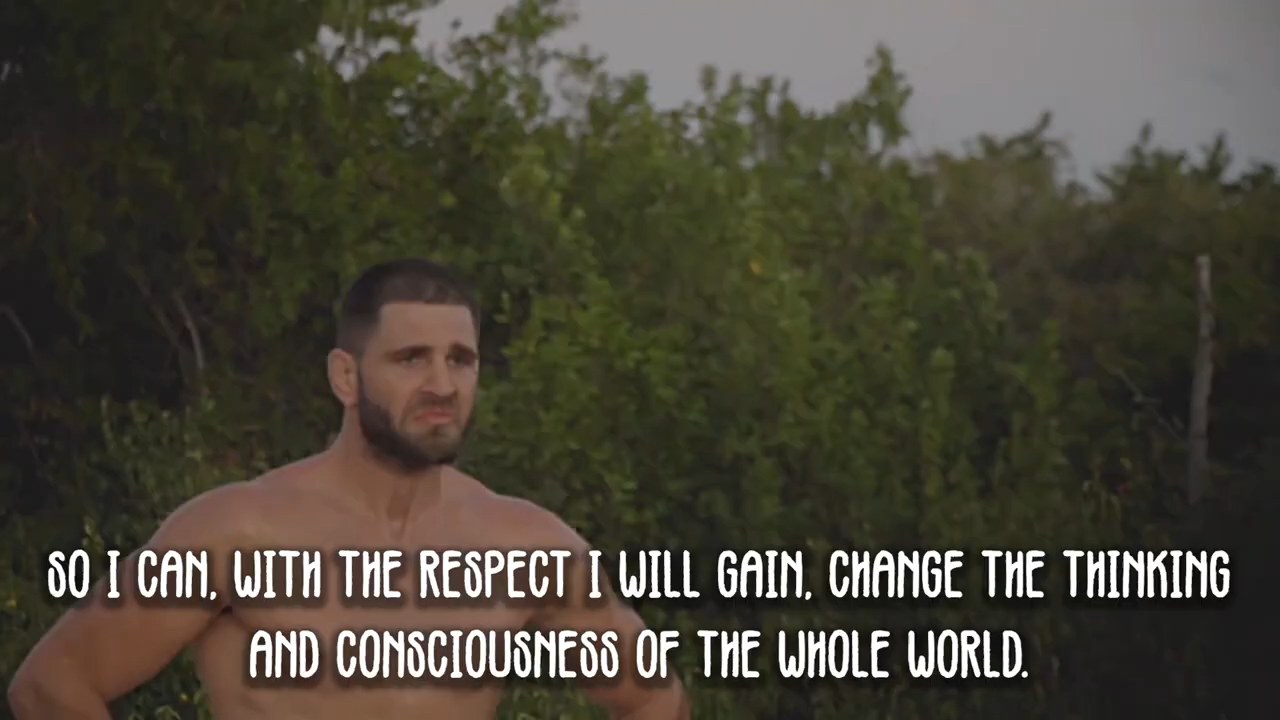 SO I CAN, WITH THE RESPECT I WILL GAIN, CHANGE THE THINKING
AND CONSCIOUSNESS OF THE WHOLE WORLD.